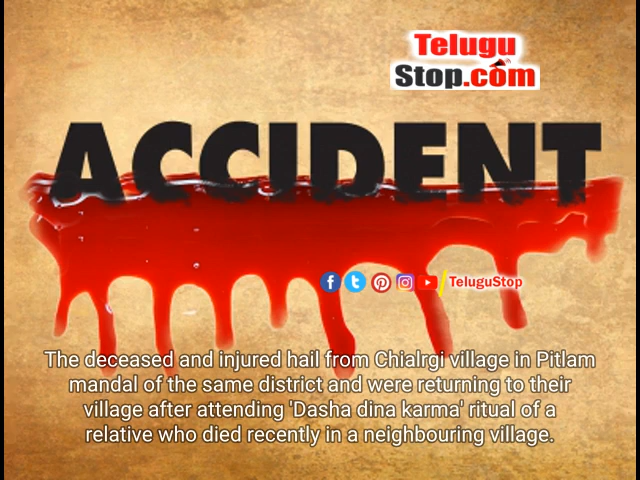 Telugu
Stop.com
ACCIDENT
TeluguStop
The deceased and injured hail from Chialrgi village in Pitlam
mandal of the same district and were returning to their
village after attending 'Dasha dina karma' ritual of a
relative who died recently in a neighbouring village.